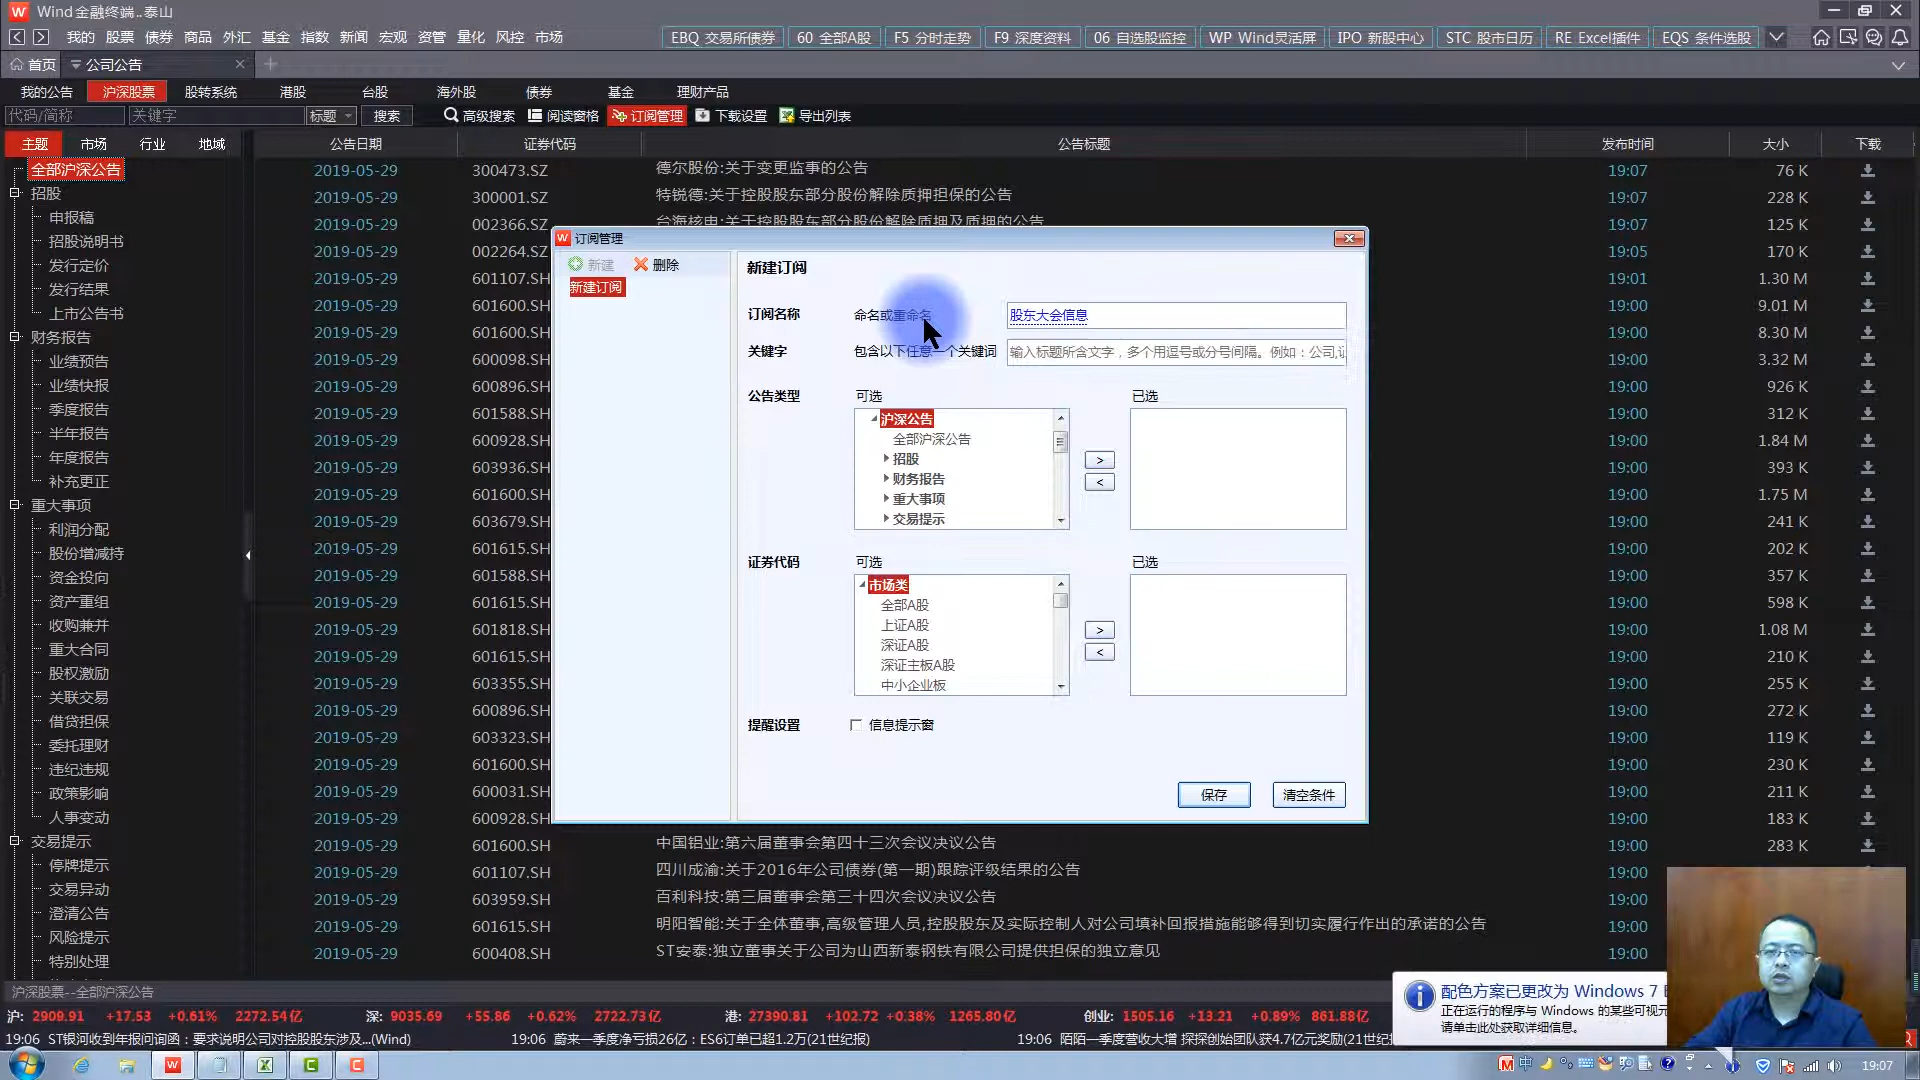 Wind金融终端..泰山
我的 股票 债券 商品 外汇 基金 指数 新闻 宏观 资管 量化 风控 市场
EBQ 交易所债券 60 全部A股 F5 分时走势 F9 深度资料 06 自选股监控 WP Wind灵活屏 IPO 新股中心 STC 股市日历 RE Excel插件 EQS 条件选股
首页 公司公告
我的公告 沪深股票 股转系统 港股 台股 海外股 债券 基金 理财产品
代码/简称 关键字 标题 搜索 高级搜索 阅读窗格 订阅管理 下载设置 导出列表
主题 市场 行业 地域
公告日期 证券代码 公告标题 发布时间 大小 下载
全部沪深公告
招股
申报稿
招股说明书
发行定价
发行结果
上市公告书
财务报告
业绩预告
业绩快报
季度报告
半年报告
年度报告
补充更正
重大事项
利润分配
股份增减持
资金投向
资产重组
收购兼并
重大合同
股权激励
关联交易
借贷担保
委托理财
违纪违规
政策影响
人事变动
交易提示
停牌提示
交易异动
澄清公告
风险提示
特别处理
2019-05-29 300473.SZ 德尔股份:关于变更监事的公告 19:07 76 K
2019-05-29 300001.SZ 特锐德:关于控股股东部分股份解除质押担保的公告 19:07 228 K
2019-05-29 002366.SZ 台海核电:关于控股股东部分股份解除质押及质押的公告 19:07 125 K
2019-05-29 002264.SZ 19:05 170 K
2019-05-29 601107.SH 19:01 1.30 M
2019-05-29 601600.SH 19:00 9.01 M
2019-05-29 601600.SH 19:00 8.30 M
2019-05-29 600098.SH 19:00 3.32 M
2019-05-29 600896.SH 19:00 926 K
2019-05-29 601588.SH 19:00 312 K
2019-05-29 600928.SH 19:00 1.84 M
2019-05-29 603936.SH 19:00 393 K
2019-05-29 601600.SH 19:00 1.75 M
2019-05-29 603679.SH 19:00 241 K
2019-05-29 601615.SH 19:00 202 K
2019-05-29 601588.SH 19:00 357 K
2019-05-29 601615.SH 19:00 598 K
2019-05-29 601818.SH 19:00 1.08 M
2019-05-29 601615.SH 19:00 210 K
2019-05-29 603355.SH 19:00 255 K
2019-05-29 600896.SH 19:00 272 K
2019-05-29 603323.SH 19:00 119 K
2019-05-29 601600.SH 19:00 230 K
2019-05-29 600031.SH 19:00 211 K
2019-05-29 600928.SH 19:00 183 K
2019-05-29 601600.SH 中国铝业:第六届董事会第四十三次会议决议公告 19:00 283 K
2019-05-29 601107.SH 四川成渝:关于2016年公司债券(第一期)跟踪评级结果的公告 19:00
2019-05-29 603959.SH 百利科技:第三届董事会第三十四次会议决议公告 19:00
2019-05-29 601615.SH 明阳智能:关于全体董事,高级管理人员,控股股东及实际控制人对公司填补回报措施能够得到切实履行作出的承诺的公告 19:00
2019-05-29 600408.SH ST安泰:独立董事关于公司为山西新泰钢铁有限公司提供担保的独立意见 19:00
订阅管理
新建 删除
新建订阅
新建订阅
订阅名称 命名或重命名 股东大会信息
关键字 包含以下任意一个关键词 输入标题所含文字，多个用逗号或分号间隔。例如：公司,
公告类型 可选 已选
沪深公告
全部沪深公告
招股
财务报告
重大事项
交易提示
>
<
证券代码 可选 已选
市场类
全部A股
上证A股
深证A股
深证主板A股
中小企业板
>
<
提醒设置 信息提示窗
保存 清空条件
沪深股票--全部沪深公告
沪: 2909.91 +17.53 +0.61% 2272.54亿 深: 9035.69 +55.86 +0.62% 2722.73亿 港: 27390.81 +102.72 +0.38% 1265.80亿 创业: 1505.16 +13.21 +0.89% 861.88亿
19:06 ST银河收到年报问询函：要求说明公司对控股股东涉及...(Wind) 19:06 蔚来一季度净亏损26亿：ES6订单已超1.2万(21世纪报) 19:06 陌陌一季度营收大增 探探创始团队获4.7亿元奖励(21世纪
配色方案已更改为 Windows 7
正在运行的程序与 Windows 的某些可视元
请单击此处获取详细信息。
中
19:07